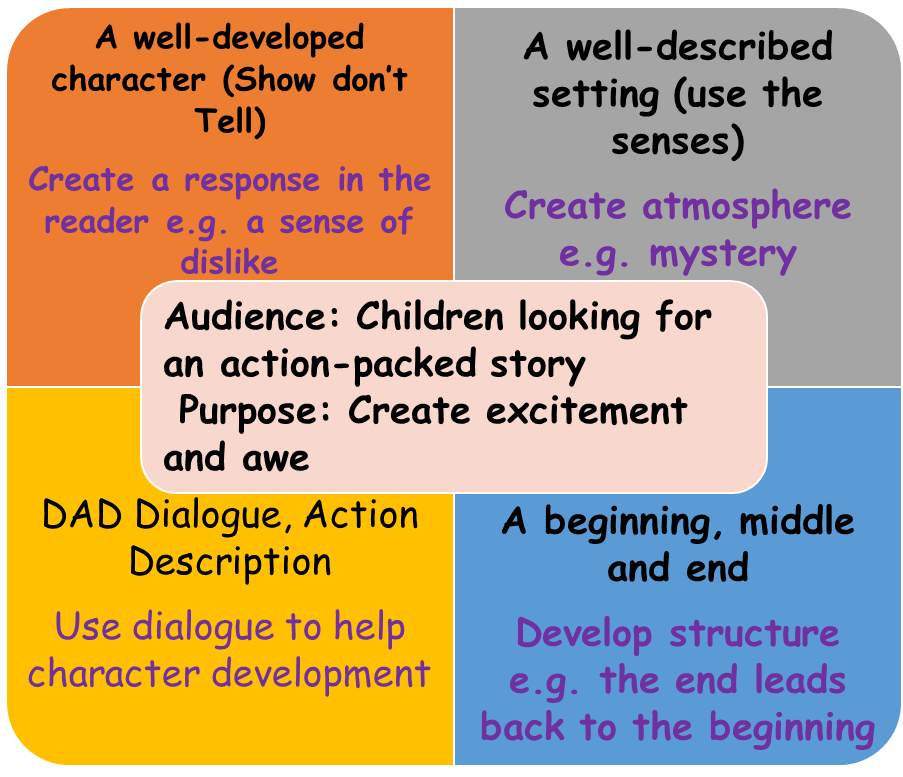 A well-developed
character (Show don't
Tell)
Create a response in the
reader e.g. a sense of
dislike
A well-described
setting (use the
senses)
Create atmosphere
e.g. mystery
Audience: Children looking for
an action-packed story
Purpose: Create excitement
and awe
DAD Dialogue, Action
Description
Use dialogue to help
character development
A beginning, middle
and end
Develop structure
e.g. the end leads
back to the beginning